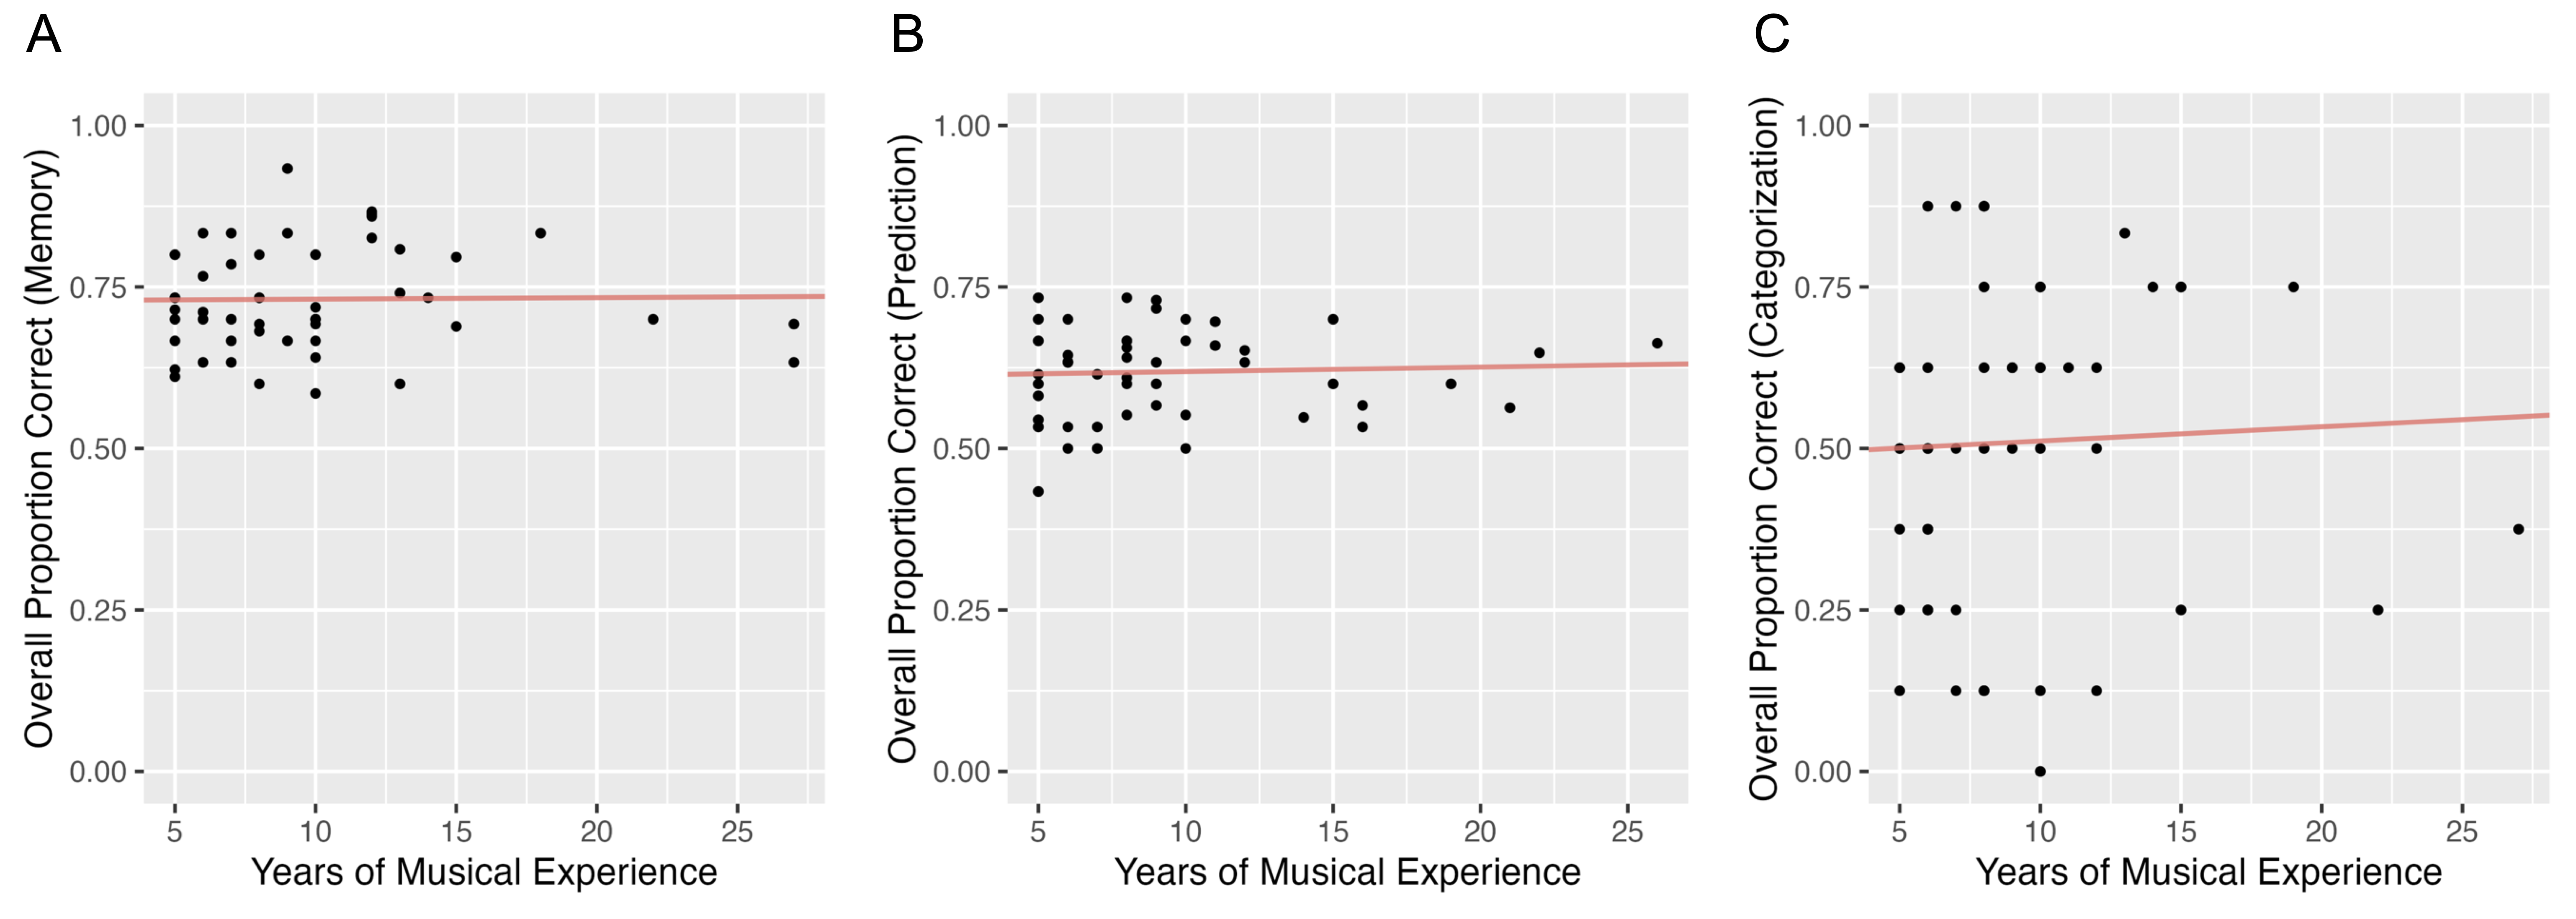 A
Overall Proportion Correct (Memory)
1.00
0.75
0.50
0.25
0.00
5 10 15 20 25
Years of Musical Experience
B
Overall Proportion Correct (Prediction)
1.00
0.75
0.50
0.25
0.00
5 10 15 20 25
Years of Musical Experience
C
Overall Proportion Correct (Categorization)
1.00
0.75
0.50
0.25
0.00
5 10 15 20 25
Years of Musical Experience